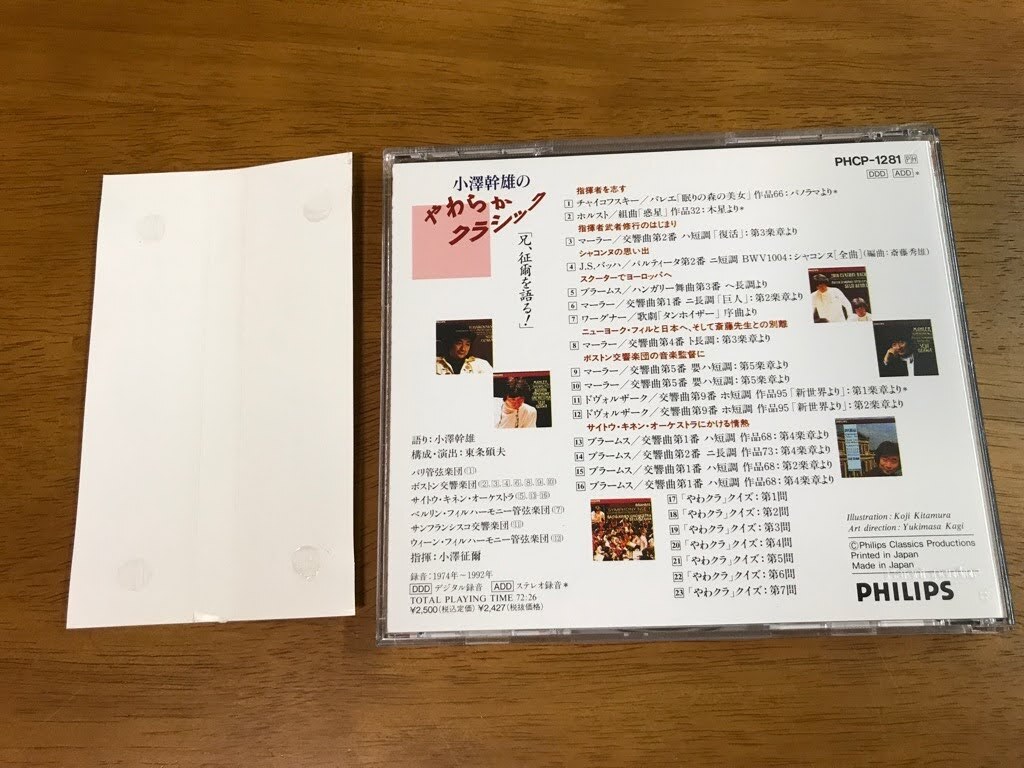 小澤幹雄の
やわらか
クラシック
「兄、征爾を語る!」
語り:小澤幹雄
構成・演出:東条碩夫
パリ管弦楽団(①)
ボストン交響楽団(②.③.④.⑥.⑧.⑨.⑩)
サイトウ・キネン・オーケストラ(⑤.⑬-⑯)
ベルリン・フィルハーモニー管弦楽団(⑦)
サンフランシスコ交響楽団(⑪)
ウィーン・フィルハーモニー管弦楽団(⑫)
指揮:小澤征爾
録音:1974年-1992年
DDD デジタル録音 ADD ステレオ録音*
TOTAL PLAYING TIME 72:26
¥2,500(税込定価) ¥2,427(税抜価格)
PHCP-1281
DDD ADD*
指揮者を志す
1 チャイコフスキー/バレエ「眠りの森の美女」作品66:パノラマより*
2 ホルスト/組曲「惑星」作品32:木星より*
指揮者武者修行のはじまり
3 マーラー/交響曲第2番 ハ短調「復活」:第3楽章より
シャコンヌの思い出
4 J.S.バッハ/パルティータ第2番 ニ短調 BWV1004:シャコンヌ[全曲](編曲:斎藤秀雄)
スクーターでヨーロッパへ
5 ブラームス/ハンガリー舞曲第3番 ヘ長調より
6 マーラー/交響曲第1番 ニ長調「巨人」:第2楽章より
7 ワーグナー/歌劇「タンホイザー」序曲より
ニューヨーク・フィルと日本へ、そして斎藤先生との別離
8 マーラー/交響曲第4番 ト長調:第3楽章より
ボストン交響楽団の音楽監督に
9 マーラー/交響曲第5番 嬰ハ短調:第5楽章より
10 マーラー/交響曲第5番 嬰ハ短調:第5楽章より
11 ドヴォルザーク/交響曲第9番 ホ短調 作品95「新世界より」:第1楽章より*
12 ドヴォルザーク/交響曲第9番 ホ短調 作品95「新世界より」:第2楽章より
サイトウ・キネン・オーケストラにかける情熱
13 ブラームス/交響曲第1番 ハ短調 作品68:第4楽章より
14 ブラームス/交響曲第2番 ニ長調 作品73:第4楽章より
15 ブラームス/交響曲第1番 ハ短調 作品68:第2楽章より
16 ブラームス/交響曲第1番 ハ短調 作品68:第4楽章より
17 「やわクラ」クイズ:第1問
18 「やわクラ」クイズ:第2問
19 「やわクラ」クイズ:第3問
20 「やわクラ」クイズ:第4問
21 「やわクラ」クイズ:第5問
22 「やわクラ」クイズ:第6問
23 「やわクラ」クイズ:第7問
Illustration: Koji Kitamura
Art direction: Yukimasa Kagi
©Philips Classics Productions
Printed in Japan
Made in Japan
PHILIPS